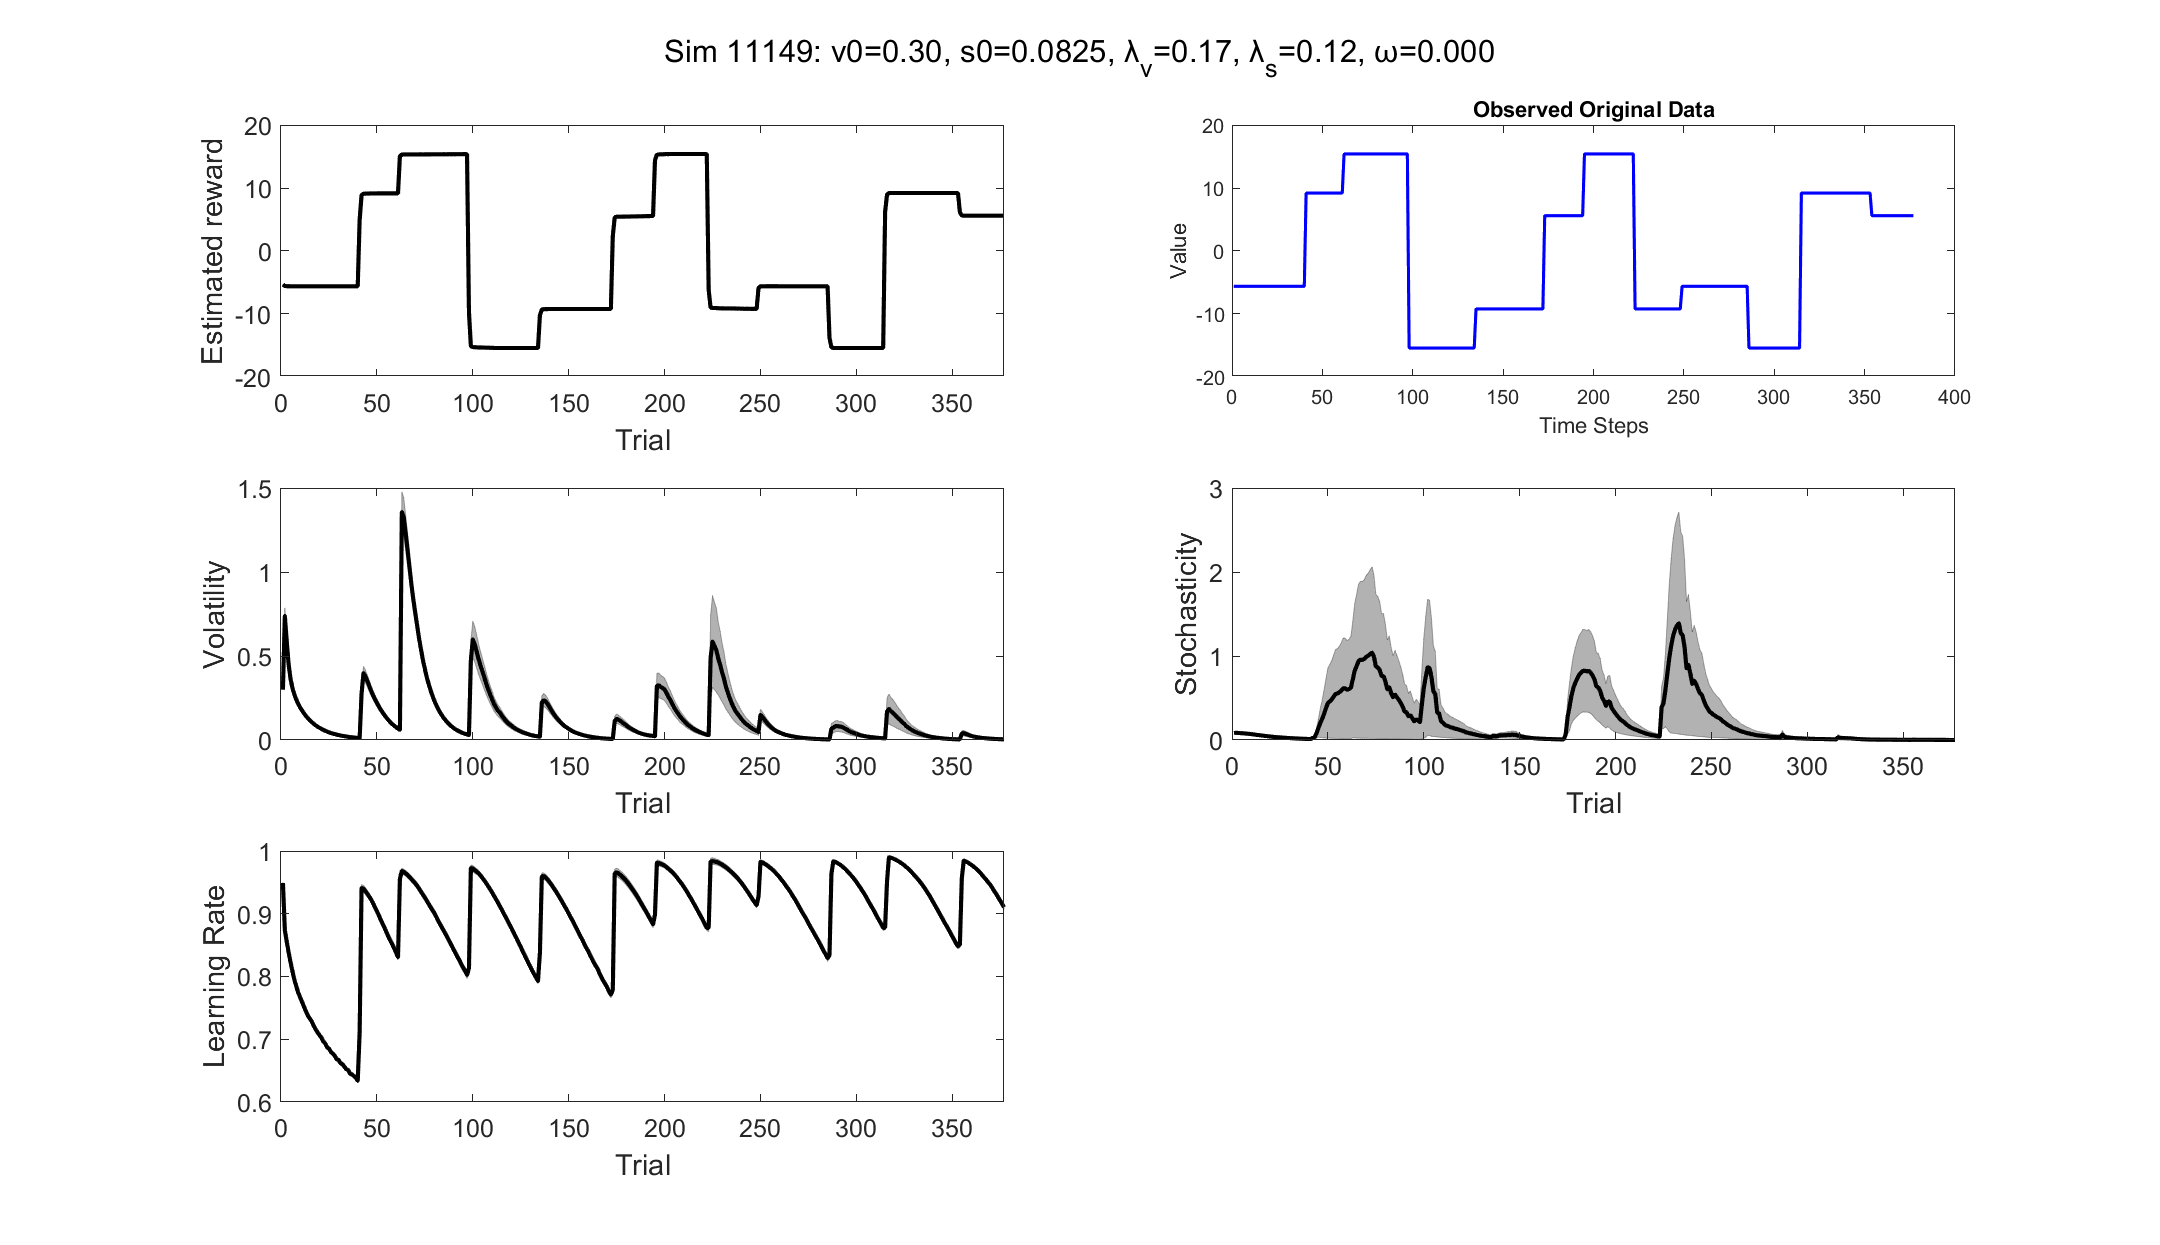 Sim 11149: v0=0.30, s0=0.0825, λ_v=0.17, λ_s=0.12, ω=0.000
Estimated reward
20
10
0
-10
-20
0 50 100 150 200 250 300 350
Trial
Observed Original Data
Value
20
10
0
-10
-20
0 50 100 150 200 250 300 350 400
Time Steps
Volatility
1.5
1
0.5
0
0 50 100 150 200 250 300 350
Trial
Stochasticity
3
2
1
0
0 50 100 150 200 250 300 350
Trial
Learning Rate
1
0.9
0.8
0.7
0.6
0 50 100 150 200 250 300 350
Trial